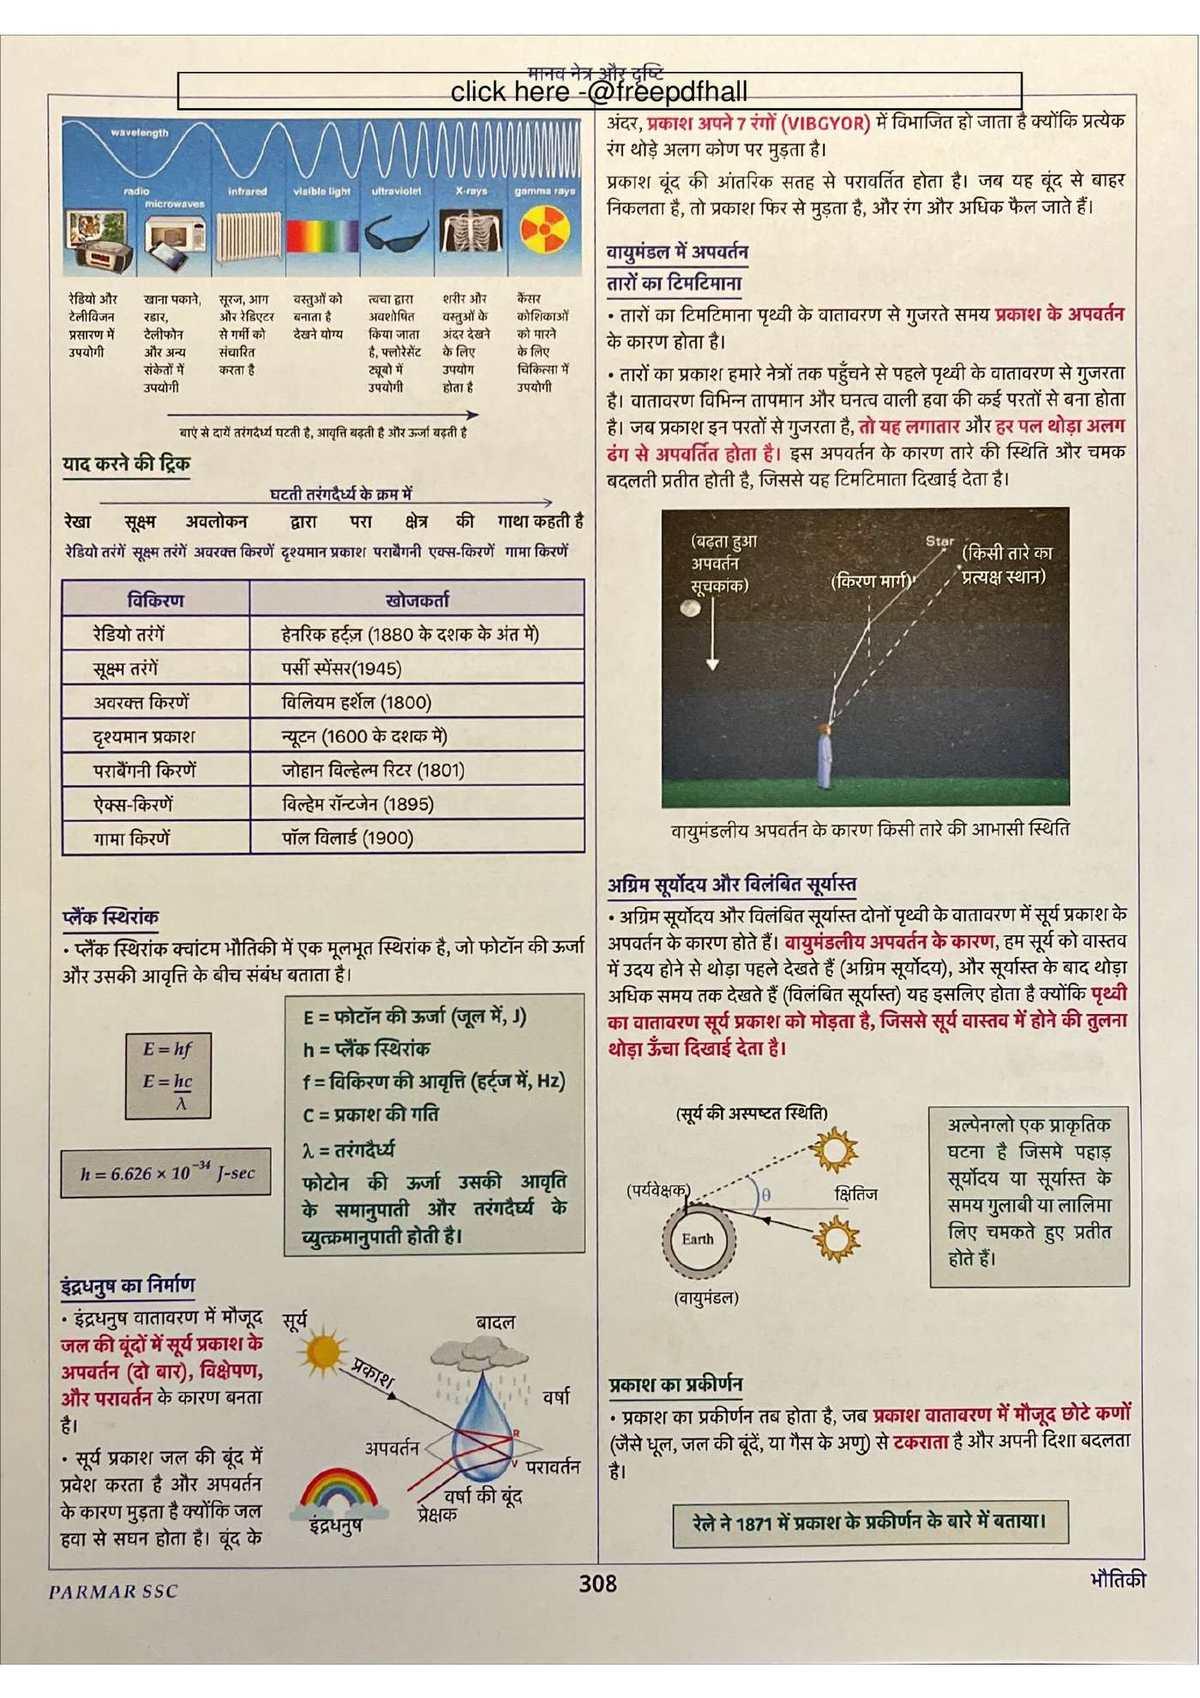 मानव नेत्र और दृष्टि
click here -@freepdfhall
wavelength
radio
microwaves
infrared
visible light
ultraviolet
X-rays
gamma rays
रेडियो और
टेलीविजन
प्रसारण में
उपयोगी
खाना पकाने,
रडार,
टेलीफोन
और अन्य
संकेतों में
उपयोगी
सूरज, आग
और रेडिएटर
से गर्मी को
संचारित
करता है
वस्तुओं को
बनाता है
देखने योग्य
त्वचा द्वारा
अवशोषित
किया जाता
है, फ्लोरेसेंट
ट्यूबो में
उपयोगी
शरीर और
वस्तुओं के
अंदर देखने
के लिए
उपयोग
होता है
कैंसर
कोशिकाओं
को मारने
के लिए
चिकित्सा में
उपयोगी
बाएं से दायें तरंगदैर्ध्य घटती है, आवृत्ति बढ़ती है और ऊर्जा बढ़ती है
याद करने की ट्रिक
घटती तरंगदैर्ध्य के क्रम में
रेखा सूक्ष्म अवलोकन द्वारा परा क्षेत्र की गाथा कहती है
रेडियो तरंगें सूक्ष्म तरंगें अवरक्त किरणें दृश्यमान प्रकाश पराबैगनी एक्स-किरणें गामा किरणें
विकिरण खोजकर्ता
रेडियो तरंगें हेनरिक हर्ट्ज़ (1880 के दशक के अंत में)
सूक्ष्म तरंगें पर्सी स्पेंसर(1945)
अवरक्त किरणें विलियम हर्शेल (1800)
दृश्यमान प्रकाश न्यूटन (1600 के दशक में)
पराबैंगनी किरणें जोहान विल्हेल्म रिटर (1801)
ऐक्स-किरणें विल्हेम रॉन्टजेन (1895)
गामा किरणें पॉल विलार्ड (1900)
प्लैंक स्थिरांक
• प्लैंक स्थिरांक क्वांटम भौतिकी में एक मूलभूत स्थिरांक है, जो फोटॉन की ऊर्जा
और उसकी आवृत्ति के बीच संबंध बताता है।
E = hf
E = hc
λ
h = 6.626 × 10⁻³⁴ J-sec
E = फोटॉन की ऊर्जा (जूल में, J)
h = प्लैंक स्थिरांक
f = विकिरण की आवृत्ति (हर्ट्ज में, Hz)
C = प्रकाश की गति
λ = तरंगदैर्ध्य
फोटोन की ऊर्जा उसकी आवृति
के समानुपाती और तरंगदैर्घ्य के
व्युत्क्रमानुपाती होती है।
इंद्रधनुष का निर्माण
• इंद्रधनुष वातावरण में मौजूद
जल की बूंदों में सूर्य प्रकाश के
अपवर्तन (दो बार), विक्षेपण,
और परावर्तन के कारण बनता
है।
• सूर्य प्रकाश जल की बूंद में
प्रवेश करता है और अपवर्तन
के कारण मुड़ता है क्योंकि जल
हवा से सघन होता है। बूंद के
सूर्य
बादल
प्रकाश
वर्षा
अपवर्तन
R
V
परावर्तन
वर्षा की बूंद
प्रेक्षक
इंद्रधनुष
अंदर, प्रकाश अपने 7 रंगों (VIBGYOR) में विभाजित हो जाता है क्योंकि प्रत्येक
रंग थोड़े अलग कोण पर मुड़ता है।
प्रकाश बूंद की आंतरिक सतह से परावर्तित होता है। जब यह बूंद से बाहर
निकलता है, तो प्रकाश फिर से मुड़ता है, और रंग और अधिक फैल जाते हैं।
वायुमंडल में अपवर्तन
तारों का टिमटिमाना
• तारों का टिमटिमाना पृथ्वी के वातावरण से गुजरते समय प्रकाश के अपवर्तन
के कारण होता है।
• तारों का प्रकाश हमारे नेत्रों तक पहुँचने से पहले पृथ्वी के वातावरण से गुजरता
है। वातावरण विभिन्न तापमान और घनत्व वाली हवा की कई परतों से बना होता
है। जब प्रकाश इन परतों से गुजरता है, तो यह लगातार और हर पल थोड़ा अलग
ढंग से अपवर्तित होता है। इस अपवर्तन के कारण तारे की स्थिति और चमक
बदलती प्रतीत होती है, जिससे यह टिमटिमाता दिखाई देता है।
(बढ़ता हुआ
अपवर्तन
सूचकांक)
Star
(किरण मार्ग)
(किसी तारे का
प्रत्यक्ष स्थान)
वायुमंडलीय अपवर्तन के कारण किसी तारे की आभासी स्थिति
अग्रिम सूर्योदय और विलंबित सूर्यास्त
• अग्रिम सूर्योदय और विलंबित सूर्यास्त दोनों पृथ्वी के वातावरण में सूर्य प्रकाश के
अपवर्तन के कारण होते हैं। वायुमंडलीय अपवर्तन के कारण, हम सूर्य को वास्तव
में उदय होने से थोड़ा पहले देखते हैं (अग्रिम सूर्योदय), और सूर्यास्त के बाद थोड़ा
अधिक समय तक देखते हैं (विलंबित सूर्यास्त) यह इसलिए होता है क्योंकि पृथ्वी
का वातावरण सूर्य प्रकाश को मोड़ता है, जिससे सूर्य वास्तव में होने की तुलना
थोड़ा ऊँचा दिखाई देता है।
(सूर्य की अस्पष्टत स्थिति)
(पर्यवेक्षक)
θ
क्षितिज
Earth
(वायुमंडल)
अल्पेनग्लो एक प्राकृतिक
घटना है जिसमे पहाड़
सूर्योदय या सूर्यास्त के
समय गुलाबी या लालिमा
लिए चमकते हुए प्रतीत
होते हैं।
प्रकाश का प्रकीर्णन
• प्रकाश का प्रकीर्णन तब होता है, जब प्रकाश वातावरण में मौजूद छोटे कणों
(जैसे धूल, जल की बूंदें, या गैस के अणु) से टकराता है और अपनी दिशा बदलता
है।
रेले ने 1871 में प्रकाश के प्रकीर्णन के बारे में बताया।
PARMAR SSC
308
भौतिकी